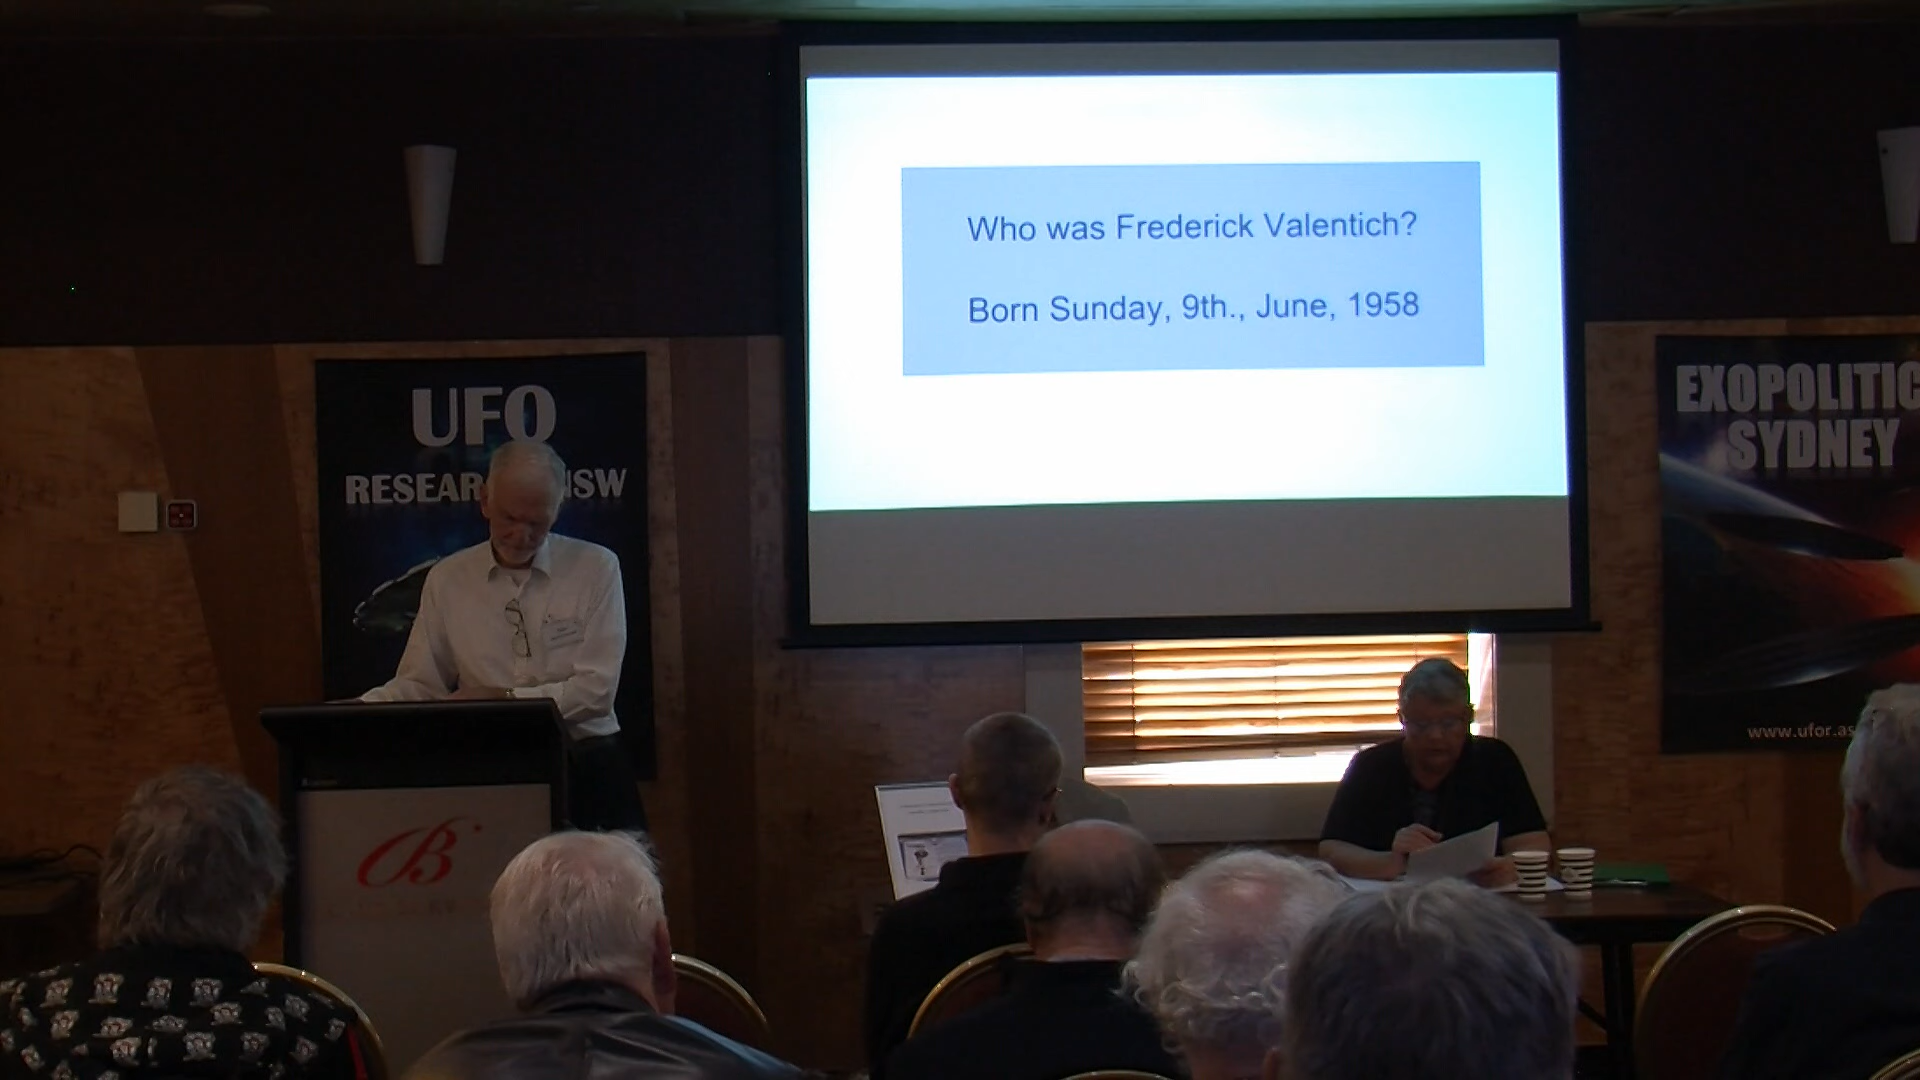 Who was Frederick Valentich?
Born Sunday, 9th., June, 1958
UFO
RESEAR NSW
EXOPOLITIC
SYDNEY
www.ufor.as
B